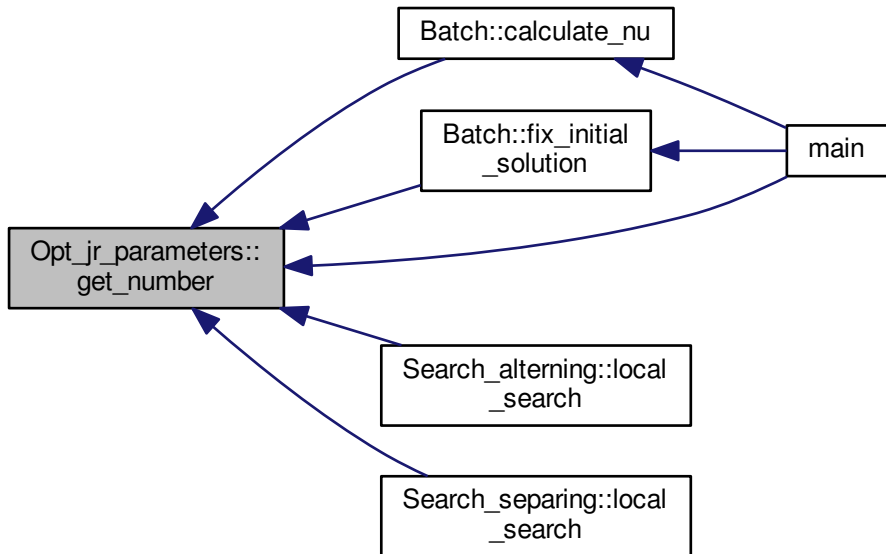 Batch::calculate_nu
Batch::fix_initial
_solution
main
Opt_jr_parameters::
get_number
Search_alterning::local
_search
Search_separing::local
_search